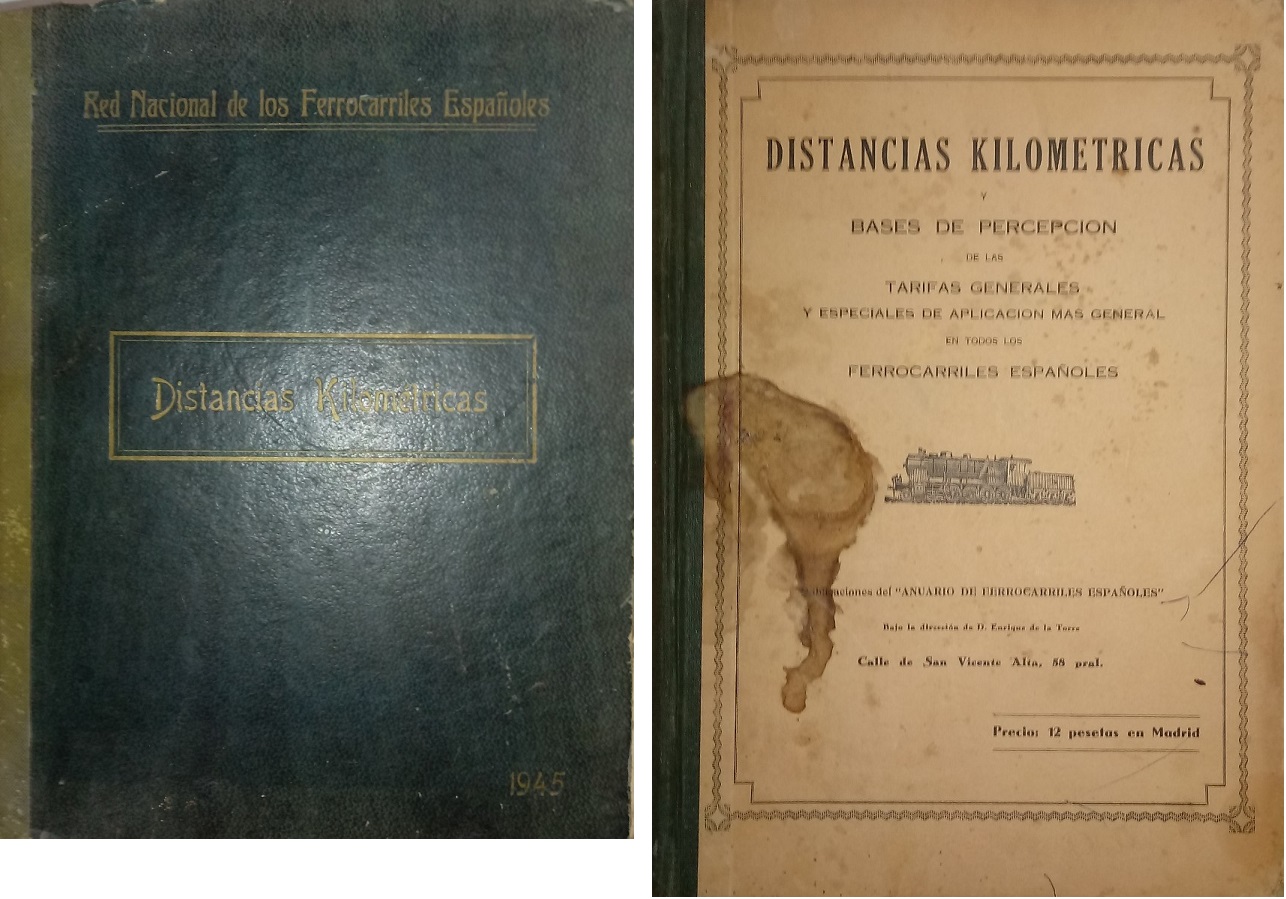 Red Nacional de los Ferrocarriles Españoles
Distancias Kilométricas
1945
DISTANCIAS KILOMETRICAS
Y
BASES DE PERCEPCION
DE LAS
TARIFAS GENERALES
Y ESPECIALES DE APLICACION MAS GENERAL
EN TODOS LOS
FERROCARRILES ESPAÑOLES
del "ANUARIO DE FERROCARRILES ESPAÑOLES"
Bajo la dirección de D. Enrique de la Torre
Calle de San Vicente Alta, 58 pral.
Precio: 12 pesetas en Madrid